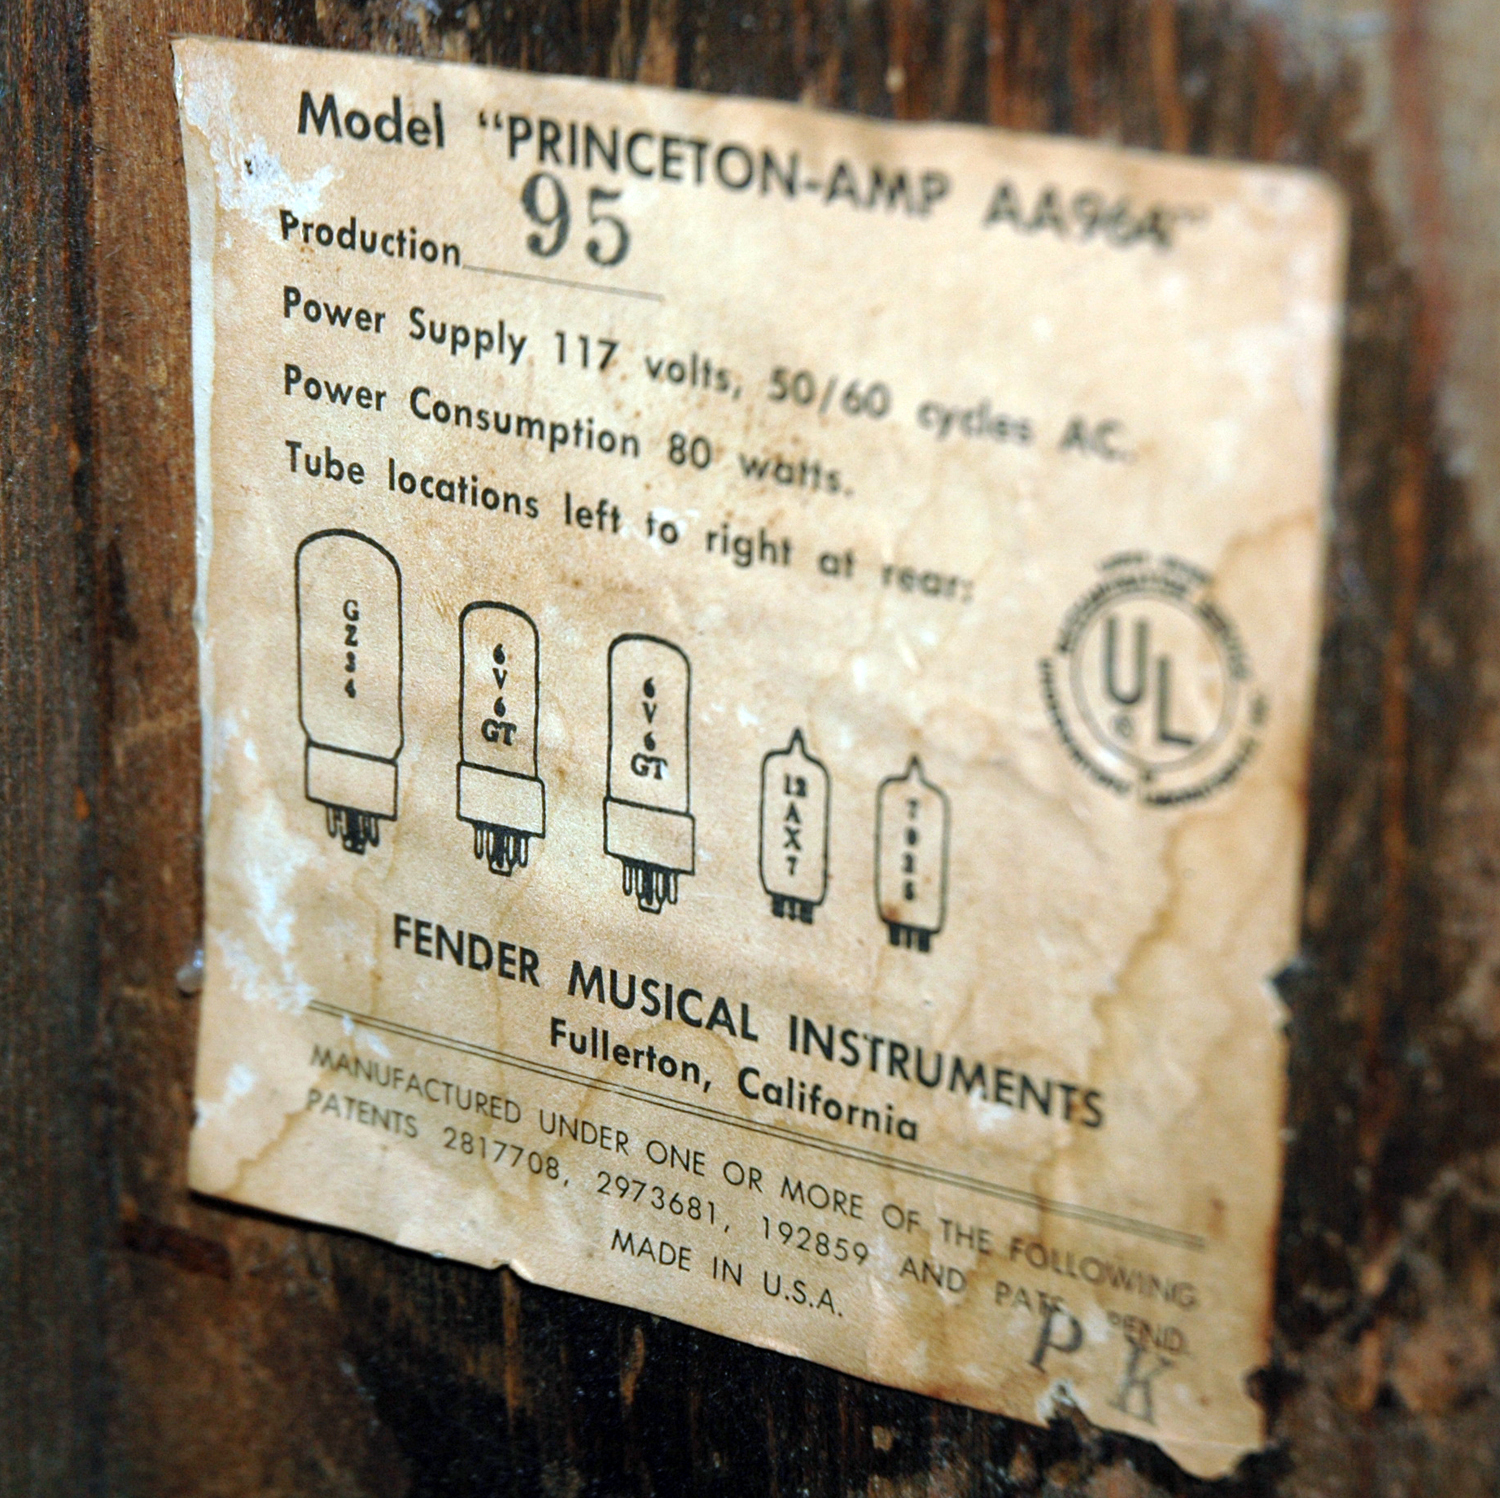 Model "PRINCETON-AMP AA964"
Production 95
Power Supply 117 volts, 50/60 cycles AC.
Power Consumption 80 watts.
Tube locations left to right at rear:
GZ34
6V6GT
6V6GT
12AX7
7025
UL
FENDER MUSICAL INSTRUMENTS
Fullerton, California
MANUFACTURED UNDER ONE OR MORE OF THE FOLLOWING
PATENTS 2817708, 2973681, 192859 AND PATS. PEND.
MADE IN U.S.A.
P K